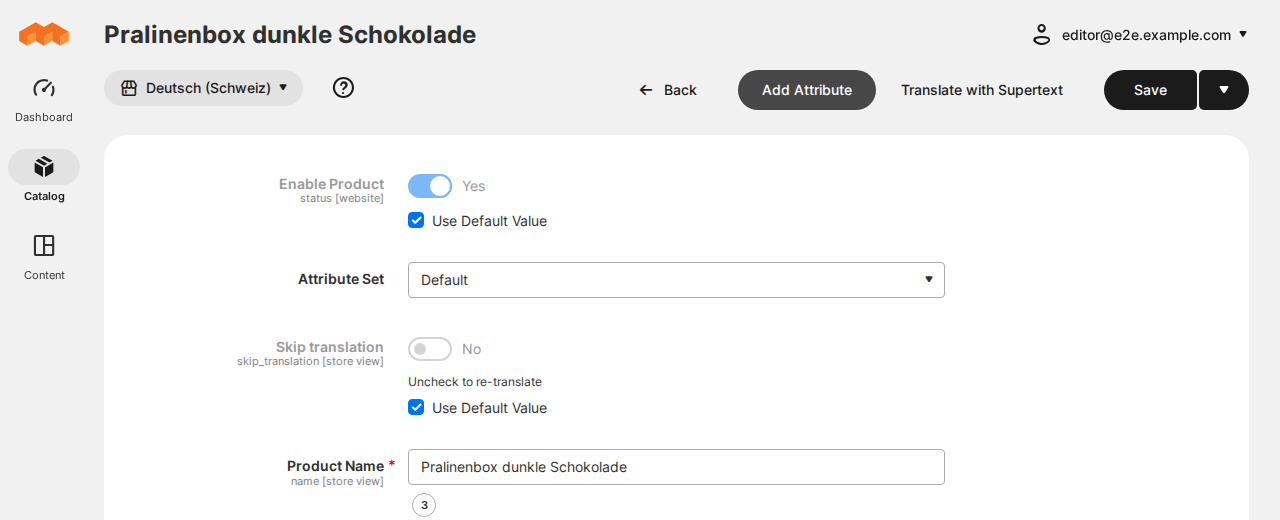 Pralinenbox dunkle Schokolade
editor@e2e.example.com
Deutsch (Schweiz)
Back
Add Attribute
Translate with Supertext
Save
Dashboard
Catalog
Content
Enable Product
status [website]
Yes
Use Default Value
Attribute Set
Default
Skip translation
skip_translation [store view]
No
Uncheck to re-translate
Use Default Value
Product Name *
name [store view]
Pralinenbox dunkle Schokolade
3